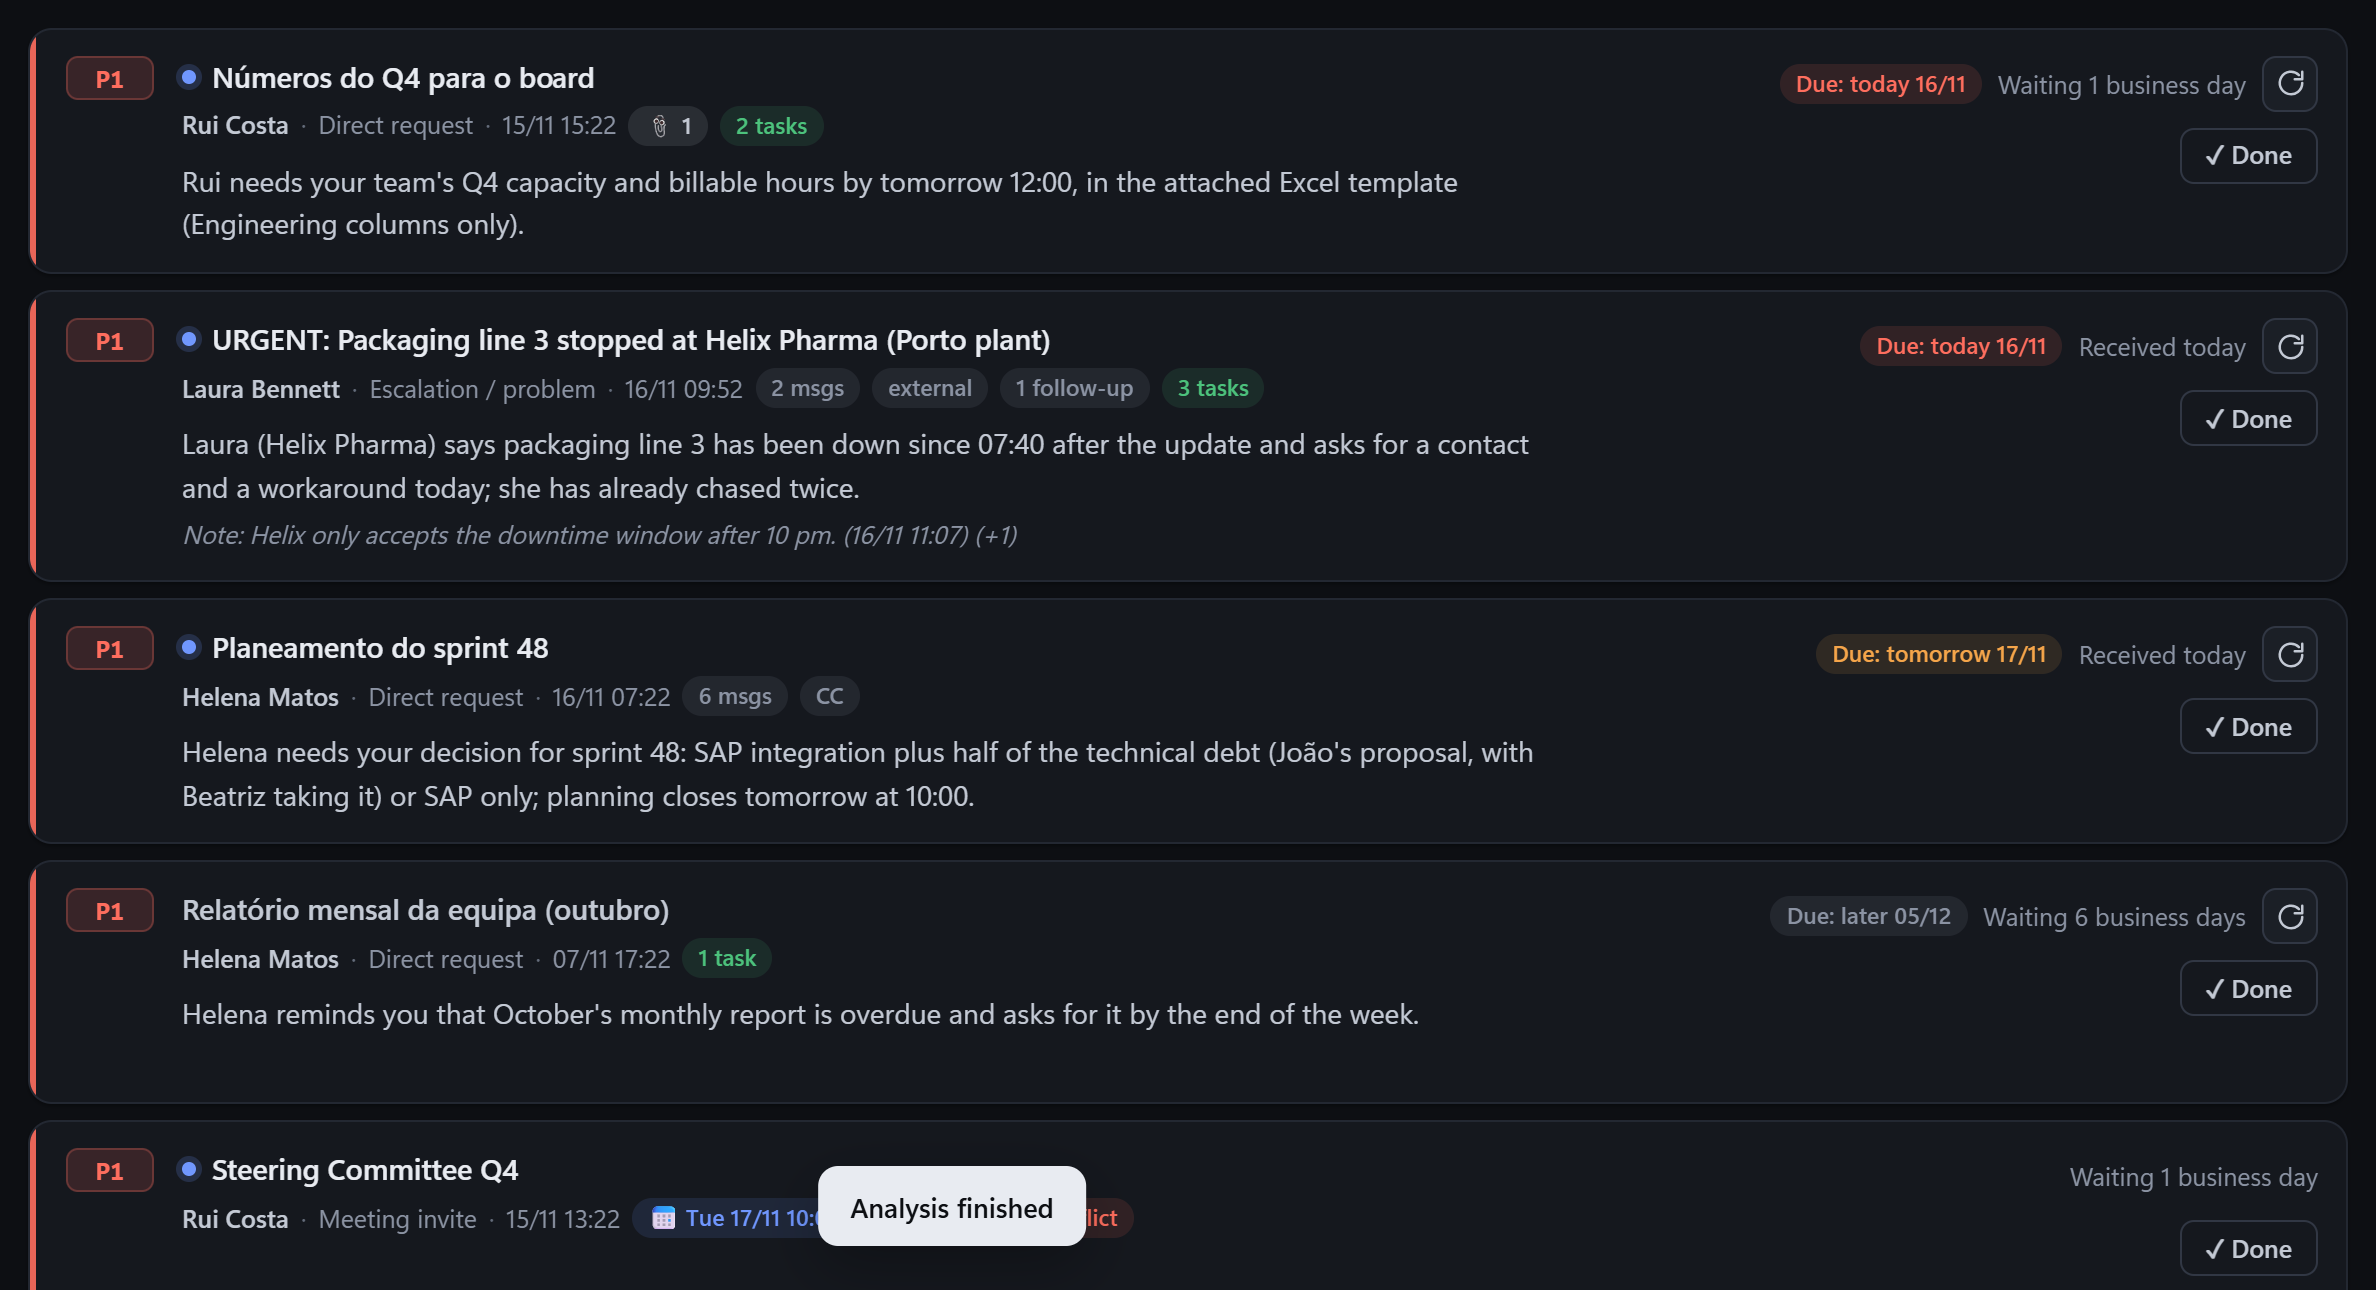 P1 Números do Q4 para o board Due: today 16/11 Waiting 1 business day
Rui Costa · Direct request · 15/11 15:22 1 2 tasks
✓ Done
Rui needs your team's Q4 capacity and billable hours by tomorrow 12:00, in the attached Excel template
(Engineering columns only).
P1 URGENT: Packaging line 3 stopped at Helix Pharma (Porto plant) Due: today 16/11 Received today
Laura Bennett · Escalation / problem · 16/11 09:52 2 msgs external 1 follow-up 3 tasks
✓ Done
Laura (Helix Pharma) says packaging line 3 has been down since 07:40 after the update and asks for a contact
and a workaround today; she has already chased twice.
Note: Helix only accepts the downtime window after 10 pm. (16/11 11:07) (+1)
P1 Planeamento do sprint 48 Due: tomorrow 17/11 Received today
Helena Matos · Direct request · 16/11 07:22 6 msgs CC
✓ Done
Helena needs your decision for sprint 48: SAP integration plus half of the technical debt (João's proposal, with
Beatriz taking it) or SAP only; planning closes tomorrow at 10:00.
P1 Relatório mensal da equipa (outubro) Due: later 05/12 Waiting 6 business days
Helena Matos · Direct request · 07/11 17:22 1 task
✓ Done
Helena reminds you that October's monthly report is overdue and asks for it by the end of the week.
P1 Steering Committee Q4 Waiting 1 business day
Rui Costa · Meeting invite · 15/11 13:22 Tue 17/11
Analysis finished
✓ Done